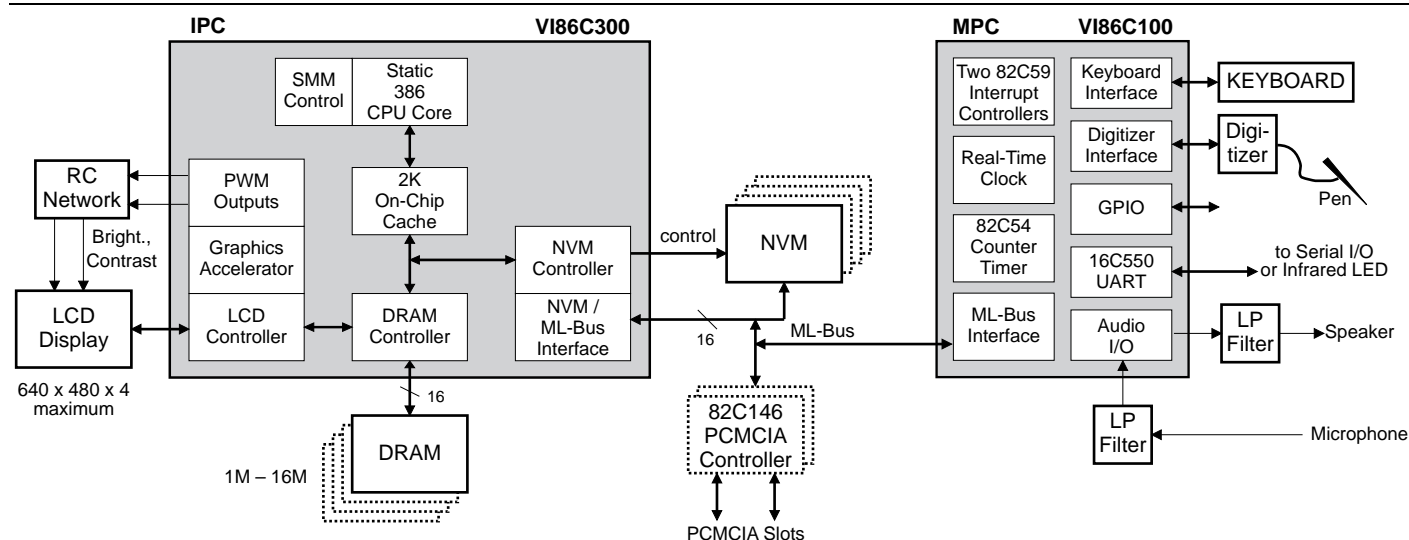 IPC
VI86C300
SMM
Control
Static
386
CPU Core
RC
Network
PWM
Outputs
2K
On-Chip
Cache
Bright.,
Contrast
Graphics
Accelerator
NVM
Controller
control
NVM
LCD
Display
LCD
Controller
DRAM
Controller
NVM /
ML-Bus
Interface
16
ML-Bus
640 x 480 x 4
maximum
16
DRAM
1M – 16M
82C146
PCMCIA
Controller
PCMCIA Slots
MPC
VI86C100
Two 82C59
Interrupt
Controllers
Keyboard
Interface
KEYBOARD
Real-Time
Clock
Digitizer
Interface
Digi-
tizer
Pen
GPIO
82C54
Counter
Timer
16C550
UART
to Serial I/O
or Infrared LED
ML-Bus
Interface
Audio
I/O
LP
Filter
Speaker
LP
Filter
Microphone